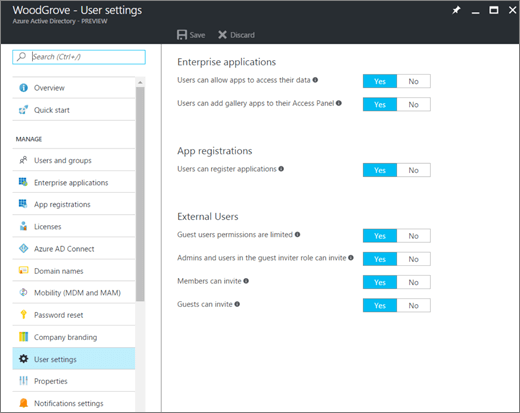 WoodGrove - User settings
Azure Active Directory - PREVIEW
Save Discard
Search (Ctrl+/)
Overview
Quick start
MANAGE
Users and groups
Enterprise applications
App registrations
Licenses
Azure AD Connect
Domain names
Mobility (MDM and MAM)
Password reset
Company branding
User settings
Properties
Notifications settings
Enterprise applications
Users can allow apps to access their data Yes No
Users can add gallery apps to their Access Panel Yes No
App registrations
Users can register applications Yes No
External Users
Guest users permissions are limited Yes No
Admins and users in the guest inviter role can invite Yes No
Members can invite Yes No
Guests can invite Yes No